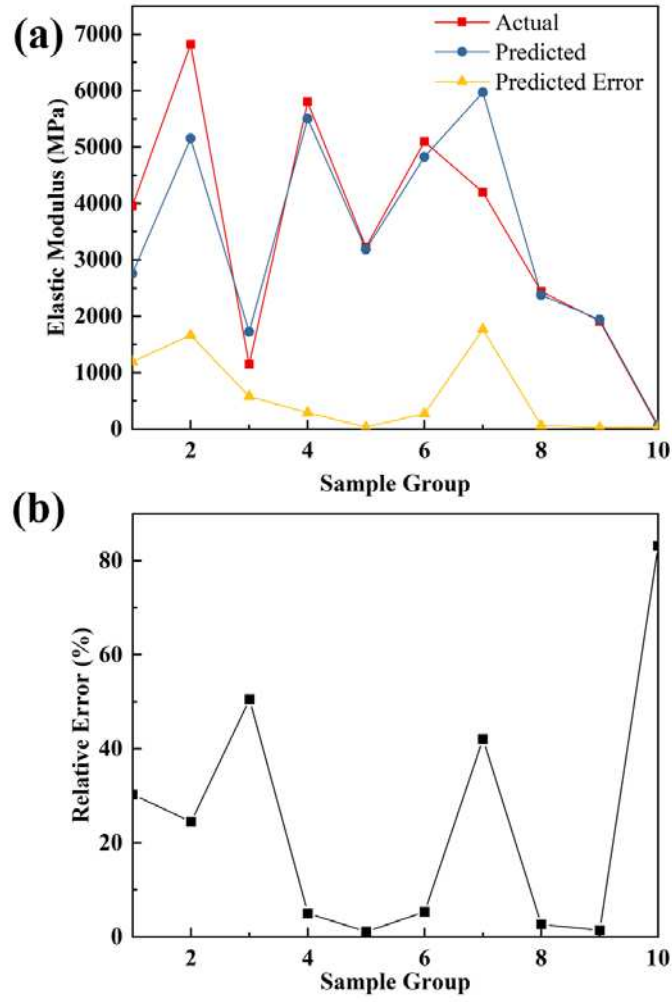 (a)
Actual
Predicted
Predicted Error
7000
6000
5000
4000
3000
2000
1000
0
Elastic Modulus (MPa)
2 4 6 8 10
Sample Group
(b)
80
60
40
20
0
Relative Error (%)
2 4 6 8 10
Sample Group